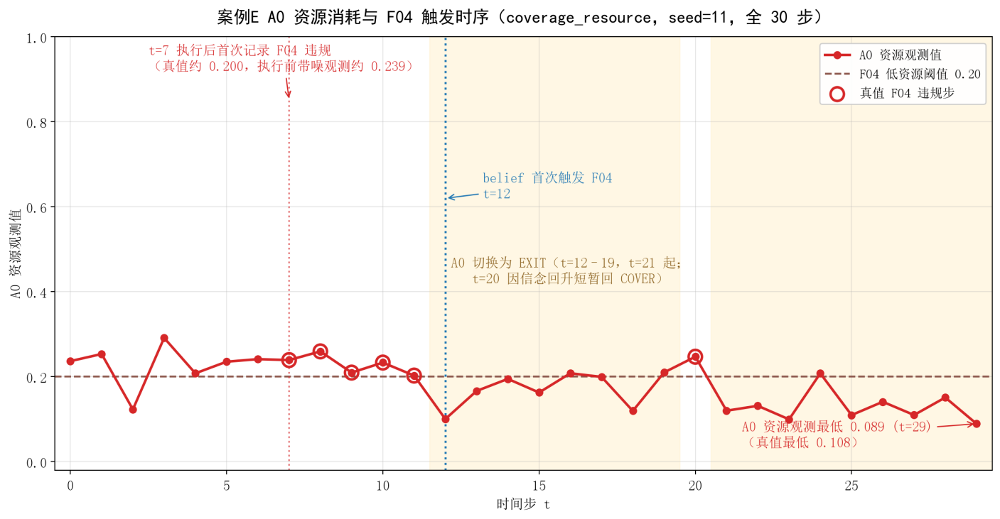 案例E A0 资源消耗与 F04 触发时序（coverage_resource, seed=11, 全 30 步）
t=7 执行后首次记录 F04 违规
（真值约 0.200，执行前带噪观测约 0.239）
A0 资源观测值
F04 低资源阈值 0.20
真值 F04 违规步
belief 首次触发 F04
t=12
A0 切换为 EXIT（t=12–19，t=21 起；
t=20 因信念回升短暂回 COVER）
A0 资源观测最低 0.089 (t=29)
（真值最低 0.108）
A0 资源观测值
1.0
0.8
0.6
0.4
0.2
0.0
0 5 10 15 20 25
时间步 t